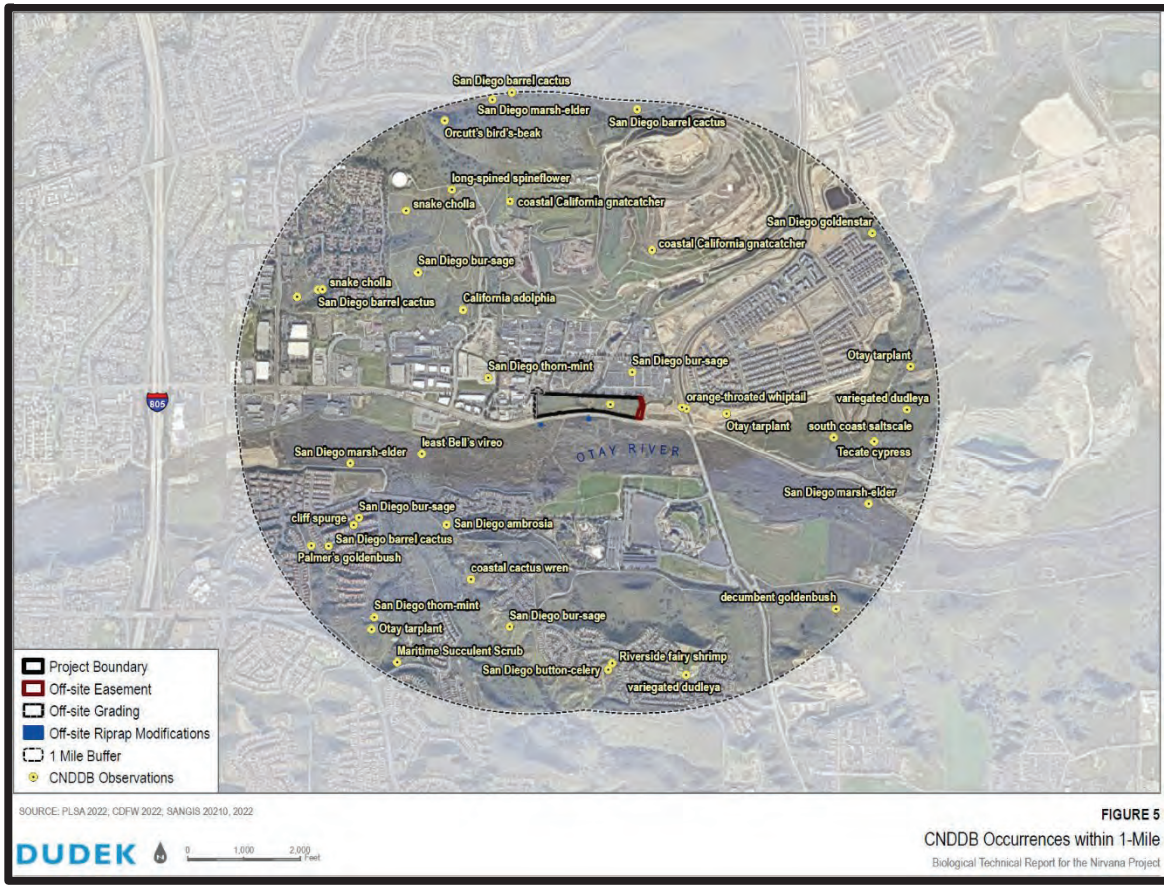 San Diego barrel cactus
San Diego marsh-elder
San Diego barrel cactus
Orcutt's bird's-beak
long-spined spineflower
snake cholla
coastal California gnatcatcher
San Diego goldenstar
coastal California gnatcatcher
San Diego bur-sage
snake cholla
San Diego barrel cactus
California adolphia
Otay tarplant
San Diego thorn-mint
San Diego bur-sage
805
orange-throated whiptail
variegated dudleya
Otay tarplant
south coast saltscale
Tecate cypress
least Bell's vireo
OTAY RIVER
San Diego marsh-elder
San Diego marsh-elder
San Diego bur-sage
cliff spurge
San Diego ambrosia
San Diego barrel cactus
Palmer's goldenbush
coastal cactus wren
decumbent goldenbush
San Diego thorn-mint
San Diego bur-sage
Otay tarplant
Maritime Succulent Scrub
Riverside fairy shrimp
San Diego button-celery
variegated dudleya
Project Boundary
Off-site Easement
Off-site Grading
Off-site Riprap Modifications
1 Mile Buffer
CNDDB Observations
SOURCE: PLSA 2022; CDFW 2022; SANGIS 20210, 2022
FIGURE 5
CNDDB Occurrences within 1-Mile
Biological Technical Report for the Nirvana Project
DUDEK
N
0 1,000 2,000
Feet